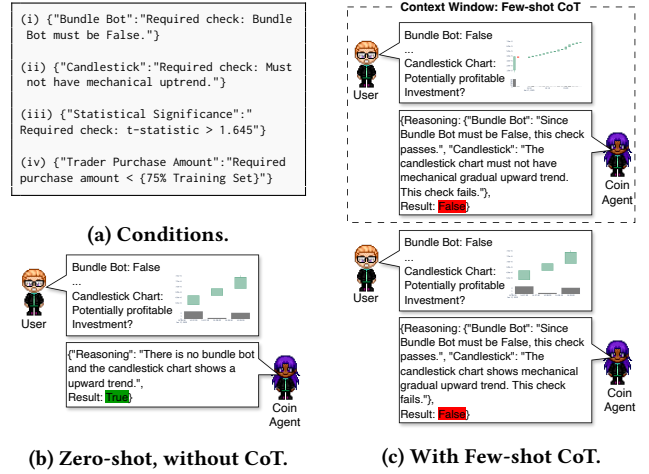 (i) {"Bundle Bot":"Required check: Bundle
Bot must be False."}
(ii) {"Candlestick":"Required check: Must
not have mechanical uptrend."}
(iii) {"Statistical Significance":"
Required check: t-statistic > 1.645"}
(iv) {"Trader Purchase Amount":"Required
purchase amount < {75% Training Set}"}
(a) Conditions.
Bundle Bot: False
...
Candlestick Chart:
Potentially profitable
Investment?
User
{"Reasoning": "There is no bundle bot
and the candlestick chart shows a
upward trend.",
Result: True}
Coin
Agent
(b) Zero-shot, without CoT.
Context Window: Few-shot CoT
Bundle Bot: False
...
Candlestick Chart:
Potentially profitable
Investment?
User
{Reasoning: {"Bundle Bot": "Since
Bundle Bot must be False, this check
passes.", "Candlestick": "The
candlestick chart must not have
mechanical gradual upward trend.
This check fails."},
Result: False}
Coin
Agent
Bundle Bot: False
...
Candlestick Chart:
Potentially profitable
Investment?
User
{Reasoning: {"Bundle Bot": "Since
Bundle Bot must be False, this check
passes.", "Candlestick": "The
candlestick chart shows mechanical
gradual upward trend. This check
fails."},
Result: False}
Coin
Agent
(c) With Few-shot CoT.